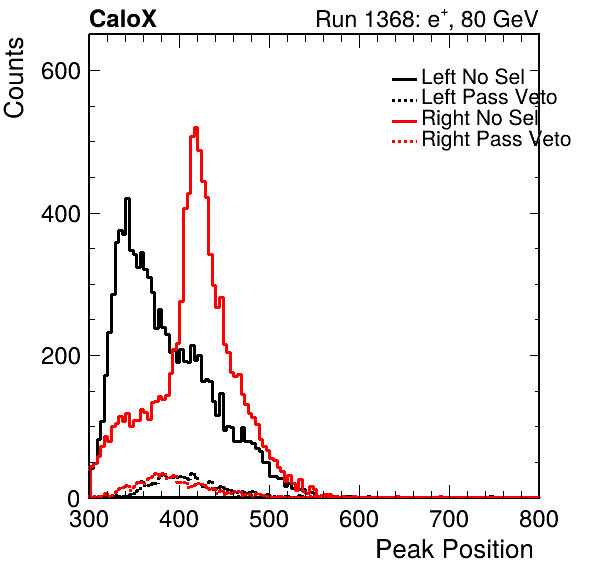 CaloX Run 1368: e⁺, 80 GeV
Counts
600
400
200
0
Left No Sel
Left Pass Veto
Right No Sel
Right Pass Veto
300 400 500 600 700 800
Peak Position